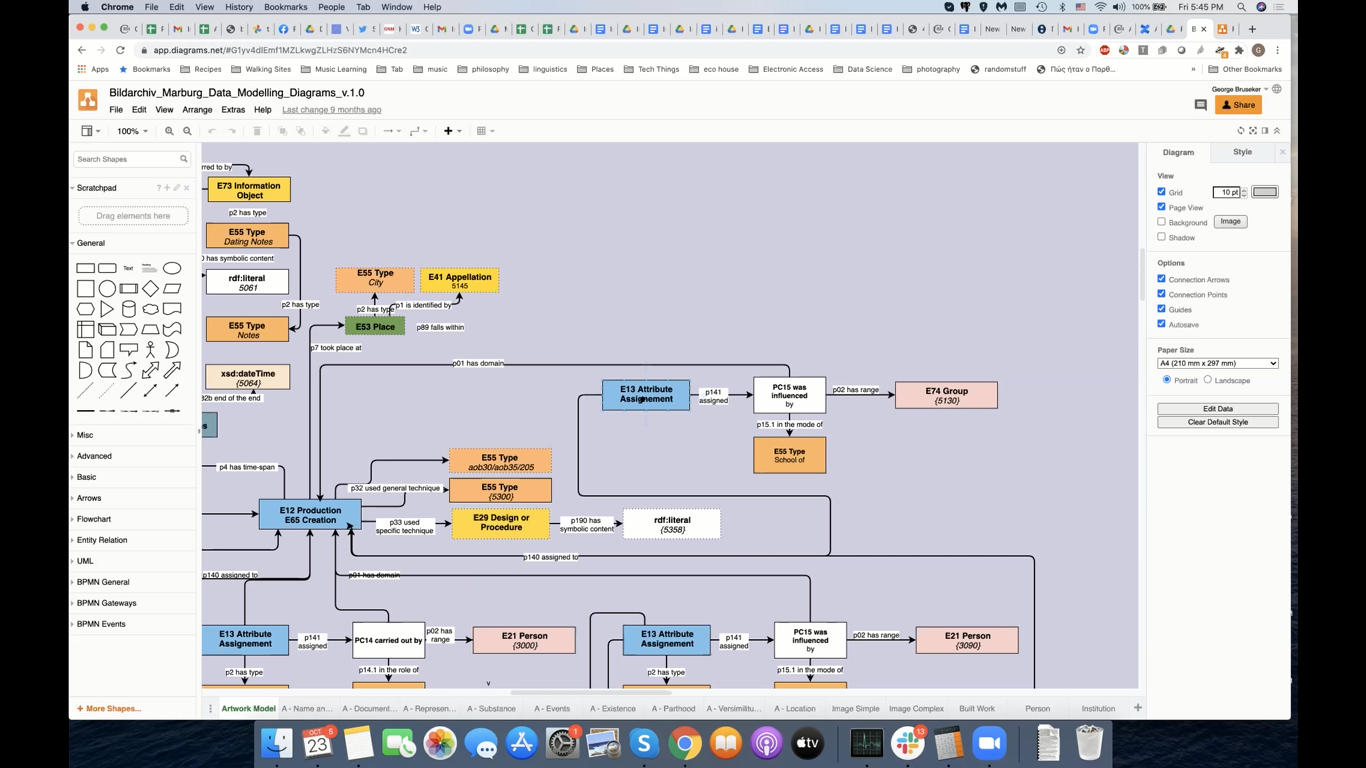 Chrome File Edit View History Bookmarks People Tab Window Help
100% Fri 5:45 PM
app.diagrams.net/#G1yv4dlEmf1MZLkwgZLHzS6NYMcn4HCre2
Apps Bookmarks Recipes Walking Sites Music Learning Tab music philosophy linguistics Places Tech Things eco house Electronic Access Data Science photography randomstuff Πώς ήταν ο Παρθ... » Other Bookmarks
Bildarchiv_Marburg_Data_Modelling_Diagrams_v.1.0
George Bruseker
File Edit View Arrange Extras Help Last change 9 months ago
Share
100%
Search Shapes
Scratchpad
Drag elements here
General
Text
Misc
Advanced
Basic
Arrows
Flowchart
Entity Relation
UML
BPMN General
BPMN Gateways
BPMN Events
+ More Shapes...
rred to by
E73 Information
Object
p2 has type
E55 Type
Dating Notes
0 has symbolic content
rdf:literal
5061
p2 has type
E55 Type
Notes
xsd:dateTime
{5064}
32b end of the end
E55 Type
City
E41 Appellation
5145
p2 has type
p1 is identified by
E53 Place
p89 falls within
p7 took place at
p01 has domain
E13 Attribute
Assignement
p141
assigned
PC15 was
influenced
by
p02 has range
E74 Group
{5130}
p15.1 in the mode of
E55 Type
School of
p4 has time-span
E55 Type
aob30/aob35/205
p32 used general technique
E55 Type
{5300}
E12 Production
E65 Creation
p33 used
specific technique
E29 Design or
Procedure
p190 has
symbolic content
rdf:literal
{5358}
p140 assigned to
p140 assigned to
p01 has domain
E13 Attribute
Assignement
p141
assigned
PC14 carried out by
p02 has
range
E21 Person
{3000}
E13 Attribute
Assignement
p141
assigned
PC15 was
influenced
by
p02 has range
E21 Person
{3090}
p2 has type
p14.1 in the role of
p2 has type
p15.1 in the mode of
Artwork Model A - Name an... A - Document... A - Represen... A - Substance A - Events A - Existence A - Parthood A - Versimilitu... A - Location Image Simple Image Complex Built Work Person Institution
Diagram Style
View
Grid 10 pt
Page View
Background Image
Shadow
Options
Connection Arrows
Connection Points
Guides
Autosave
Paper Size
A4 (210 mm x 297 mm)
Portrait Landscape
Edit Data
Clear Default Style
OCT
23
5
1
tv
13